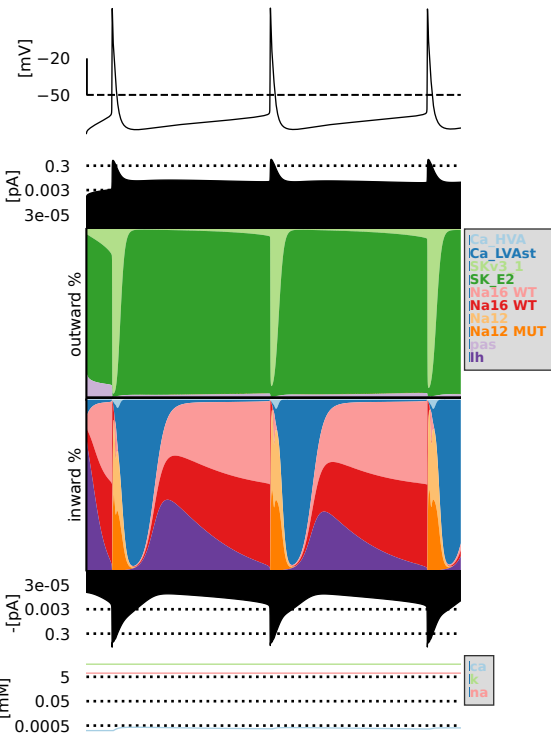 [mV]
−20
−50
[pA]
0.3
0.003
3e-05
outward %
Ca_HVA
Ca_LVAst
SKv3_1
SK_E2
Na16 WT
Na16 WT
Na12
Na12 MUT
pas
Ih
inward %
-[pA]
3e-05
0.003
0.3
[mM]
5
0.05
0.0005
ca
k
na